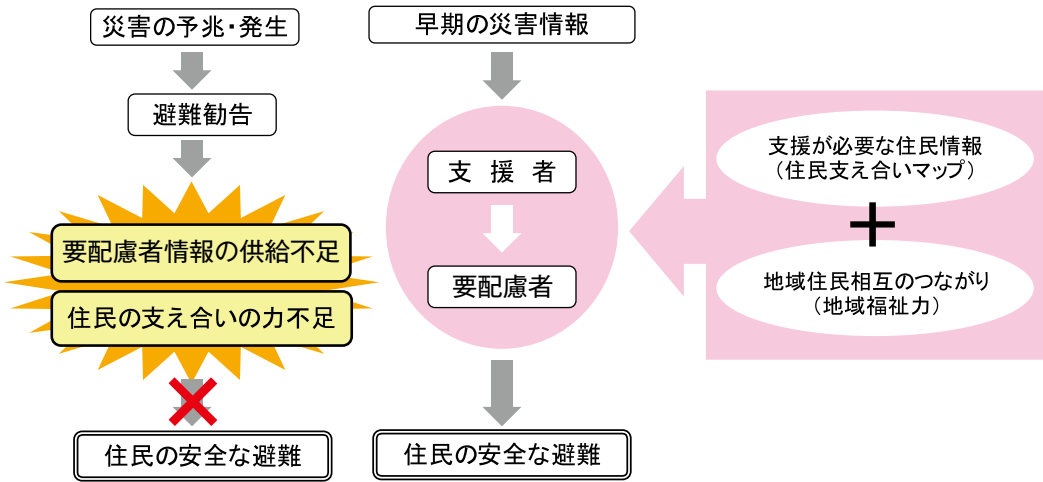 災害の予兆・発生
避難勧告
要配慮者情報の供給不足
住民の支え合いの力不足
住民の安全な避難
早期の災害情報
支 援 者
要配慮者
住民の安全な避難
支援が必要な住民情報
（住民支え合いマップ）
＋
地域住民相互のつながり
（地域福祉力）